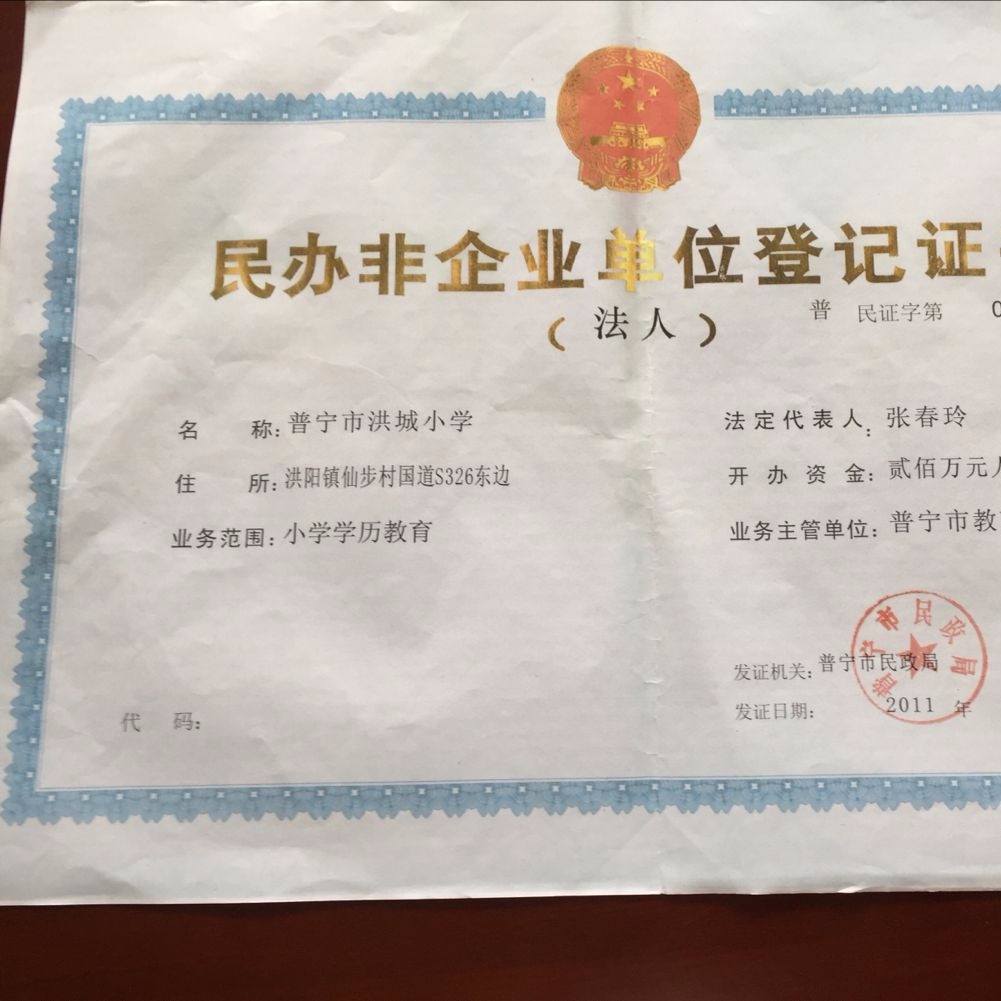 民办非企业单位登记证
（法人）
普 民证字第 0
名 称：普宁市洪城小学
住 所：洪阳镇仙步村国道S326东边
业务范围：小学学历教育
法定代表人：张春玲
开办资金：贰佰万元人
业务主管单位：普宁市教
普宁市民政局
发证机关：普宁市民政局
发证日期： 2011 年
代 码：